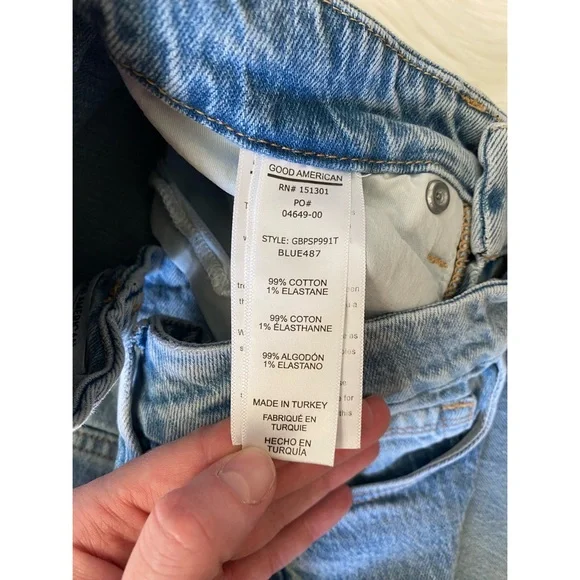 GOOD AMERICAN
RN# 151301
PO#
04649-00
STYLE: GBPSP991T
BLUE487
99% COTTON
1% ELASTANE
99% COTON
1% ÉLASTHANNE
99% ALGODÓN
1% ELASTANO
MADE IN TURKEY
FABRIQUÉ EN
TURQUIE
HECHO EN
TURQUÍA